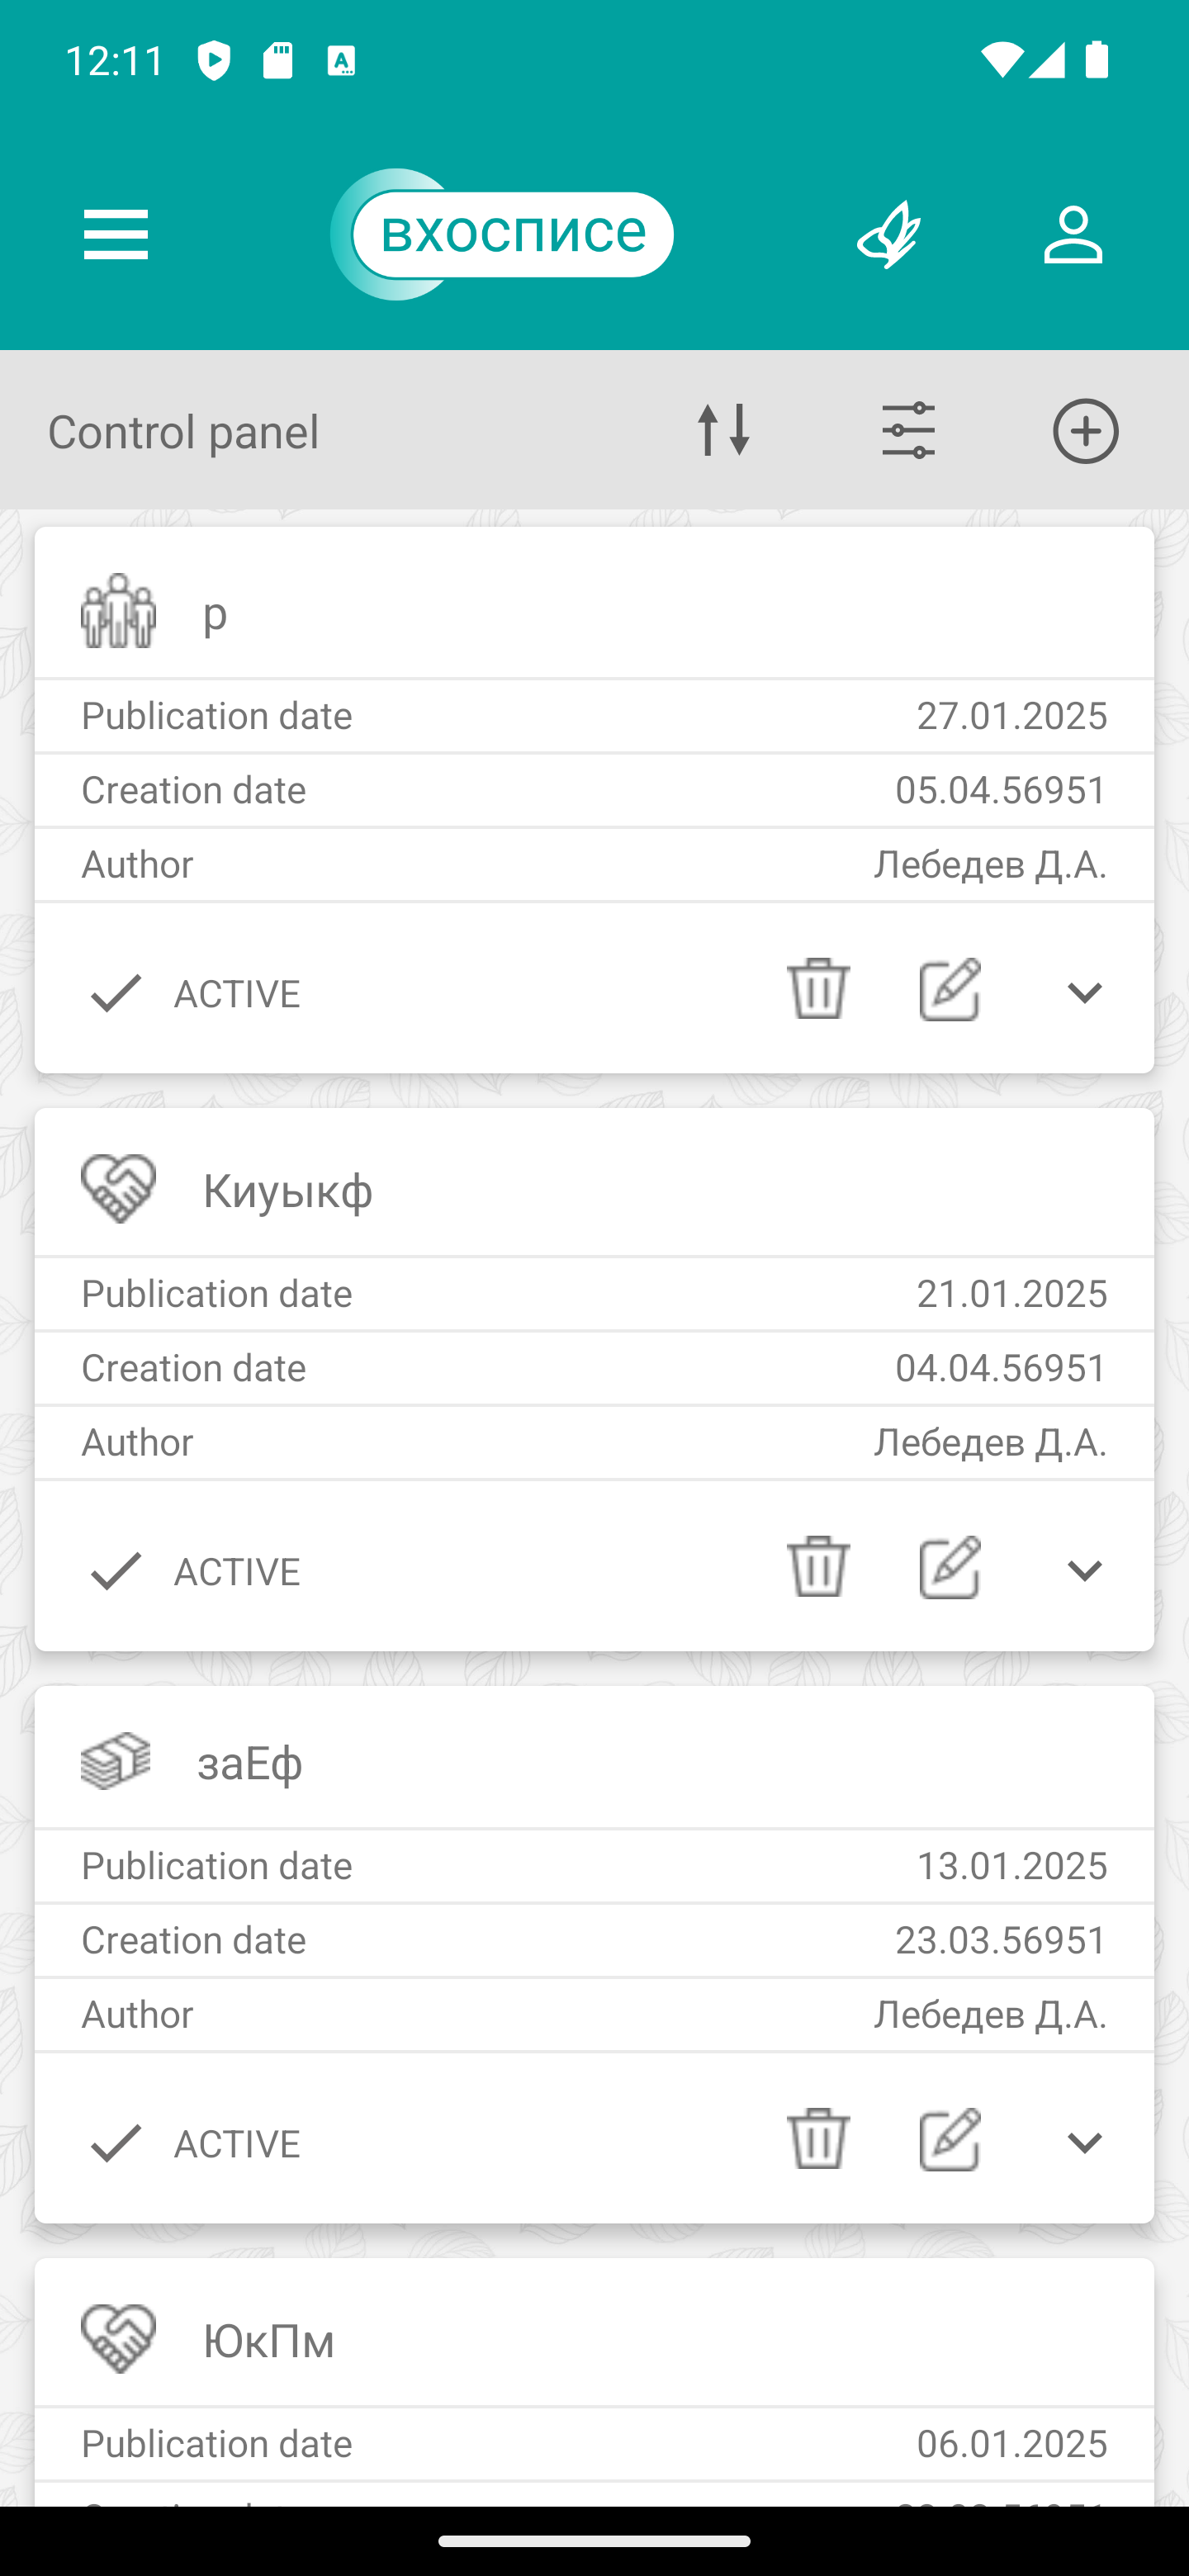 12:11
вхосписе
Control panel
р
Publication date 27.01.2025
Creation date 05.04.56951
Author Лебедев Д.А.
ACTIVE
Киуыкф
Publication date 21.01.2025
Creation date 04.04.56951
Author Лебедев Д.А.
ACTIVE
заЕф
Publication date 13.01.2025
Creation date 23.03.56951
Author Лебедев Д.А.
ACTIVE
ЮкПм
Publication date 06.01.2025